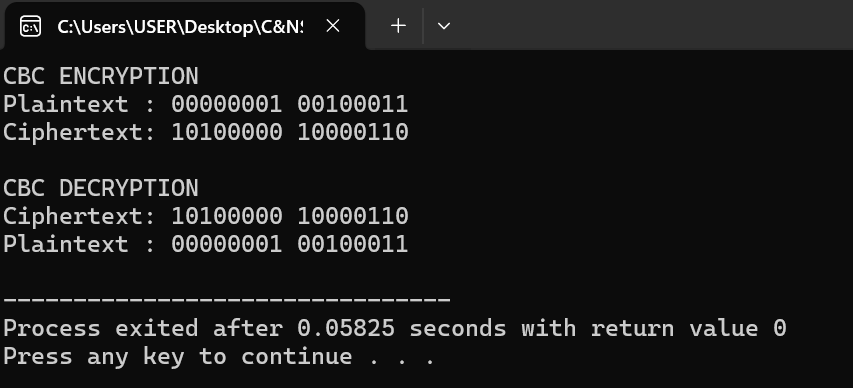 C:\Users\USER\Desktop\C&NS
CBC ENCRYPTION
Plaintext : 00000001 00100011
Ciphertext: 10100000 10000110
CBC DECRYPTION
Ciphertext: 10100000 10000110
Plaintext : 00000001 00100011
--------------------------------
Process exited after 0.05825 seconds with return value 0
Press any key to continue . . .